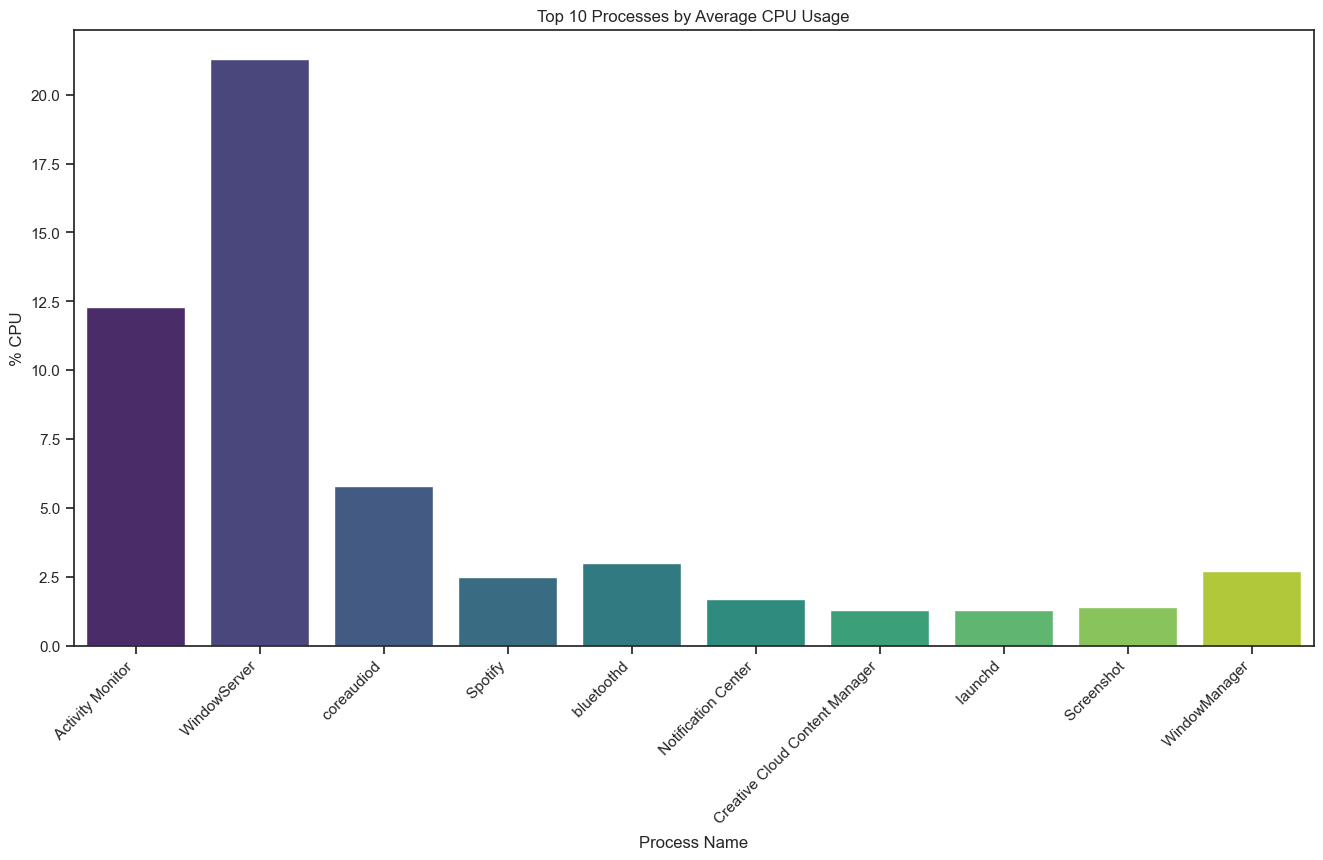 Top 10 Processes by Average CPU Usage
% CPU
20.0
17.5
15.0
12.5
10.0
7.5
5.0
2.5
0.0
Activity Monitor
WindowServer
coreaudiod
Spotify
bluetoothd
Notification Center
Creative Cloud Content Manager
launchd
Screenshot
WindowManager
Process Name